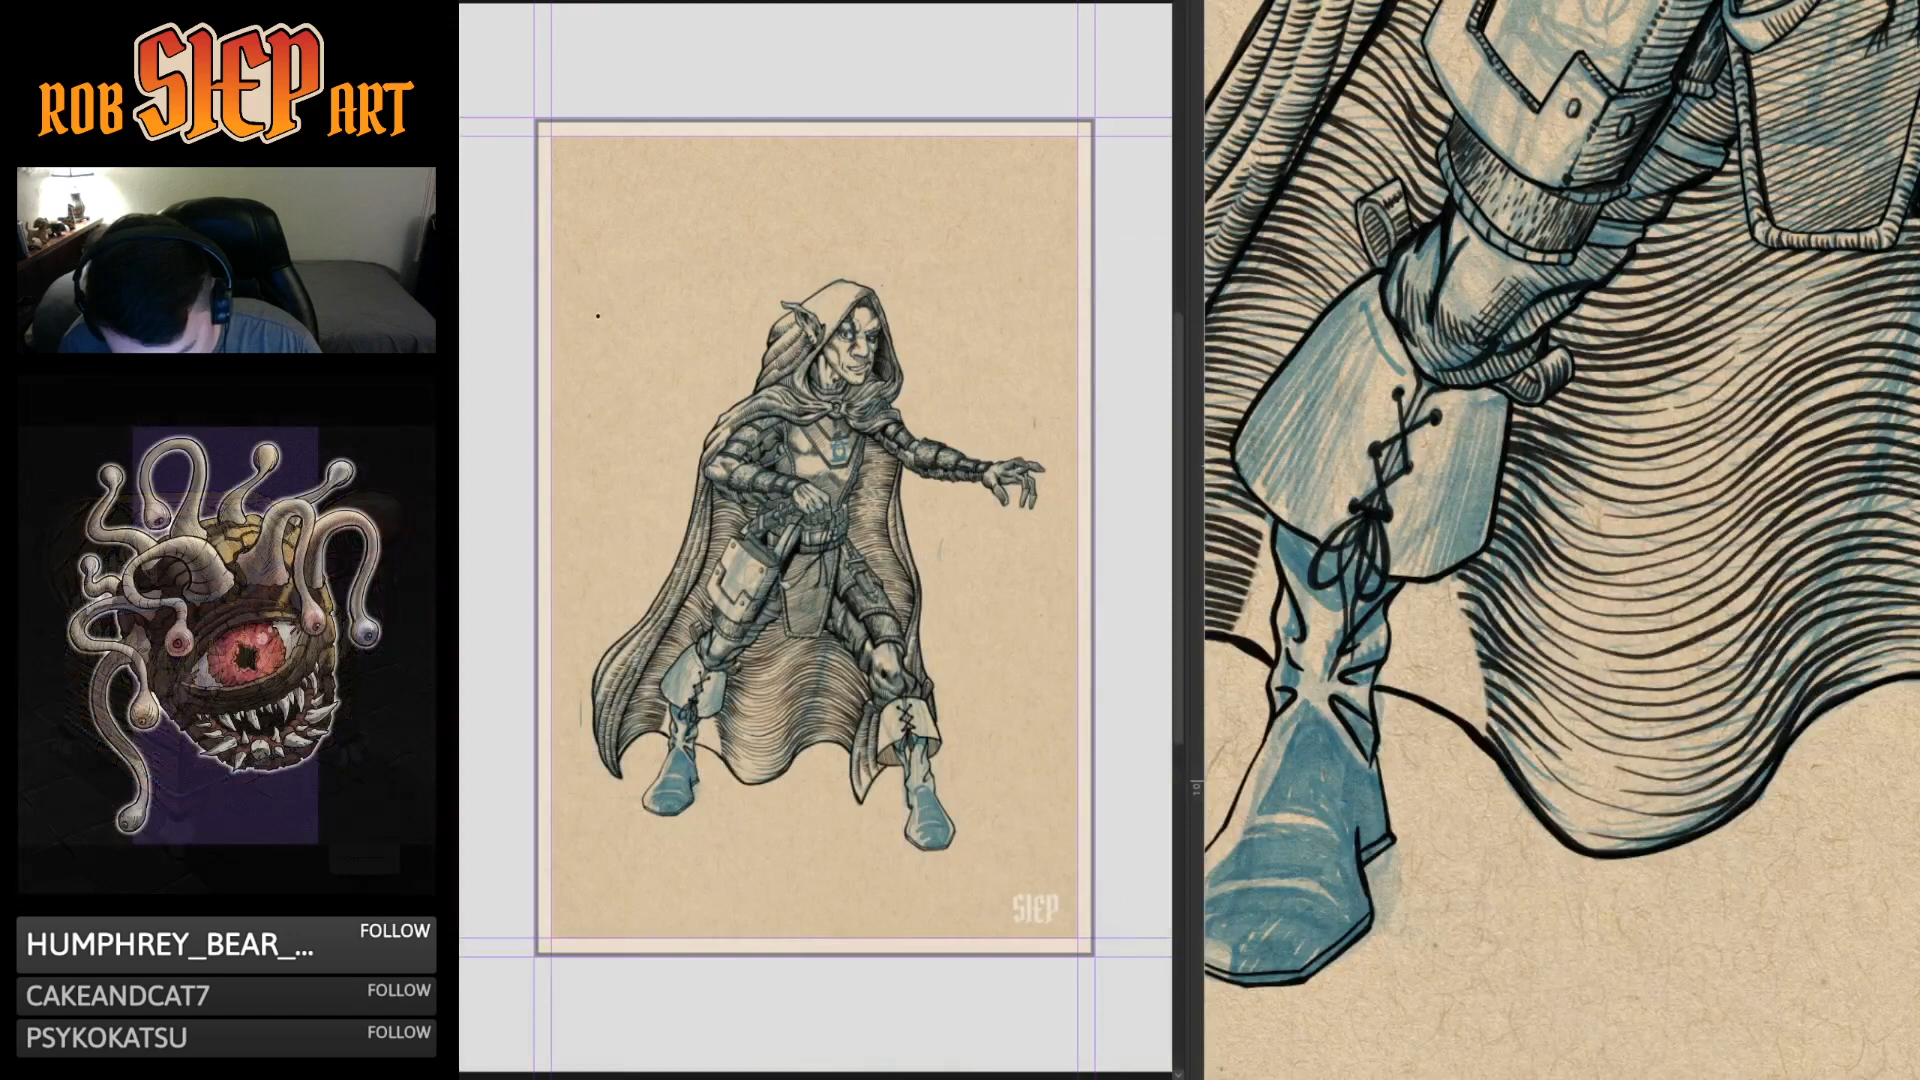 ROB SIEP ART
HUMPHREY_BEAR_... FOLLOW
CAKEANDCAT7 FOLLOW
PSYKOKATSU FOLLOW
SIEP